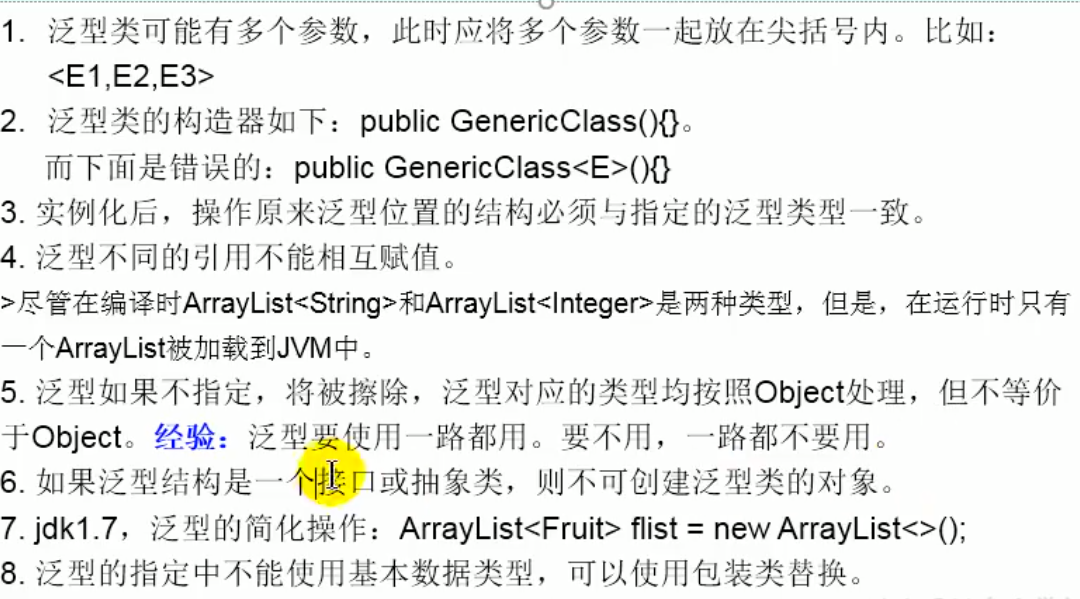 1. 泛型类可能有多个参数，此时应将多个参数一起放在尖括号内。比如：
<E1,E2,E3>
2. 泛型类的构造器如下：public GenericClass(){}。
而下面是错误的：public GenericClass<E>(){}
3. 实例化后，操作原来泛型位置的结构必须与指定的泛型类型一致。
4. 泛型不同的引用不能相互赋值。
>尽管在编译时ArrayList<String>和ArrayList<Integer>是两种类型，但是，在运行时只有
一个ArrayList被加载到JVM中。
5. 泛型如果不指定，将被擦除，泛型对应的类型均按照Object处理，但不等价
于Object。经验：泛型要使用一路都用。要不用，一路都不要用。
6. 如果泛型结构是一个接口或抽象类，则不可创建泛型类的对象。
7. jdk1.7，泛型的简化操作：ArrayList<Fruit> flist = new ArrayList<>();
8. 泛型的指定中不能使用基本数据类型，可以使用包装类替换。